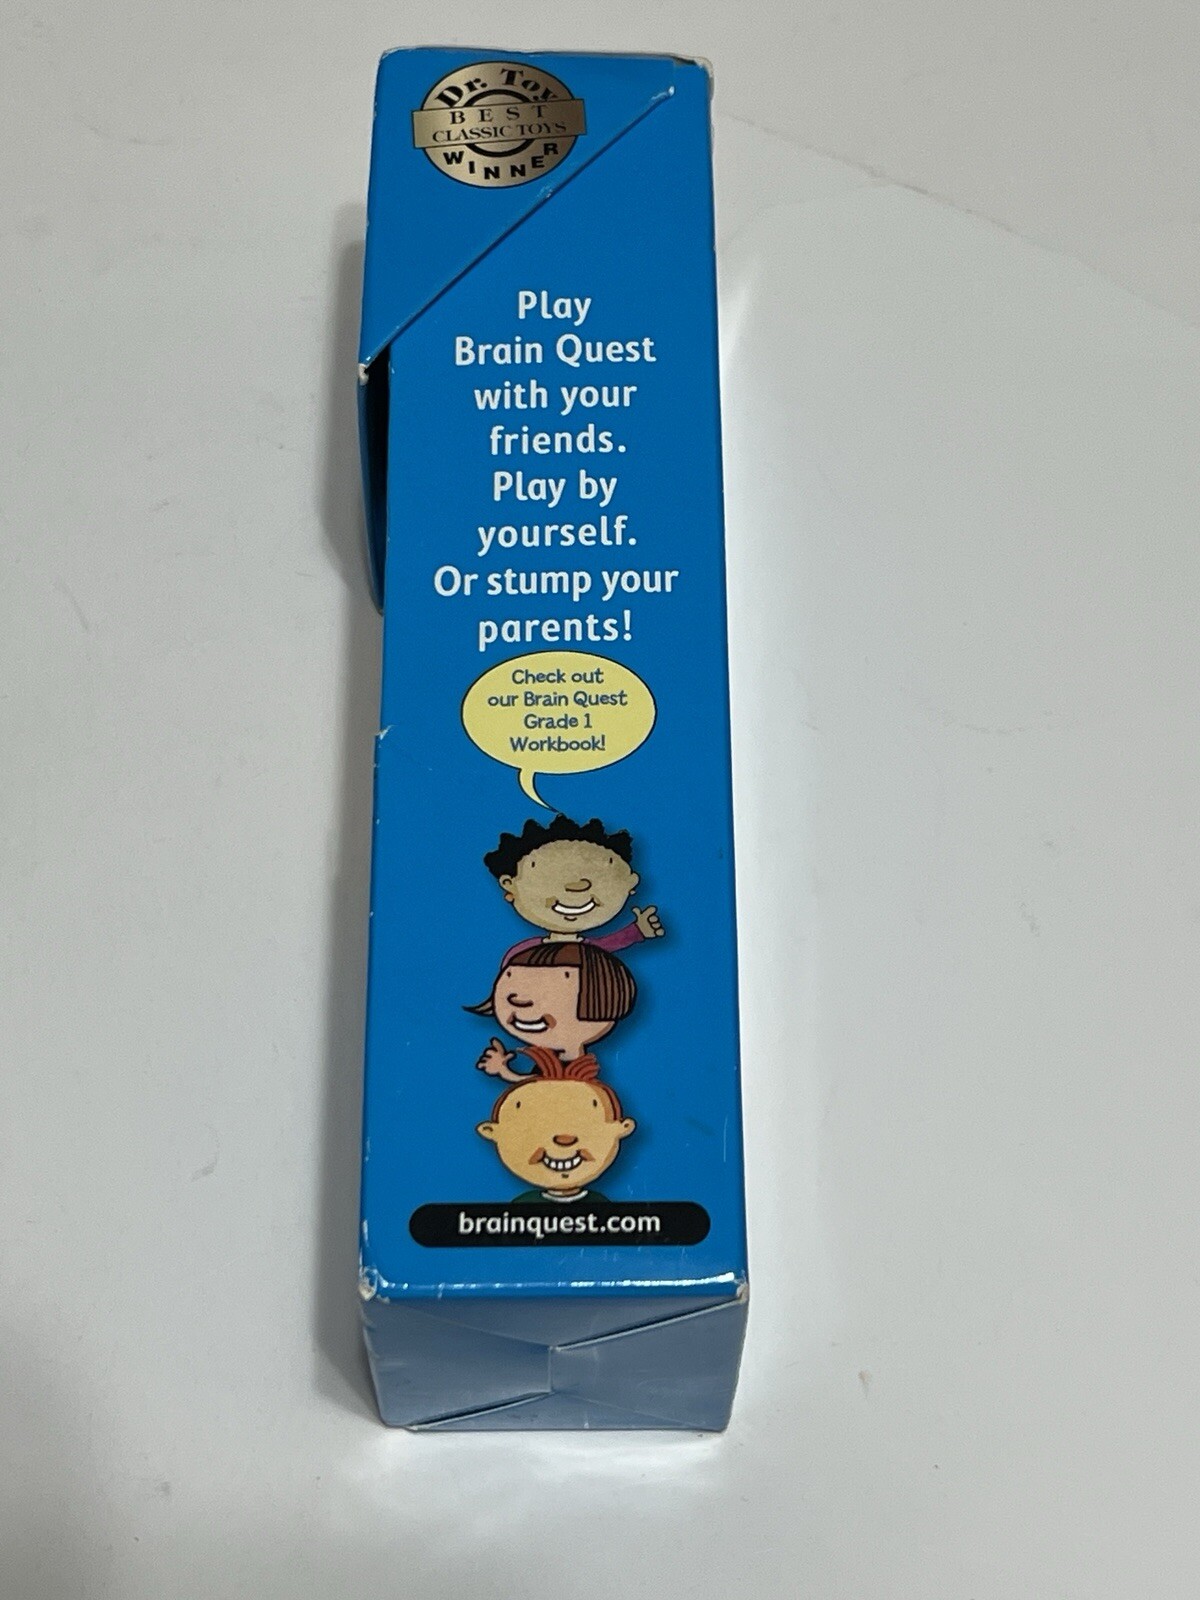 Dr. Toy
BEST
CLASSIC TOYS
WINNER
Play
Brain Quest
with your
friends.
Play by
yourself.
Or stump your
parents!
Check out
our Brain Quest
Grade 1
Workbook!
brainquest.com